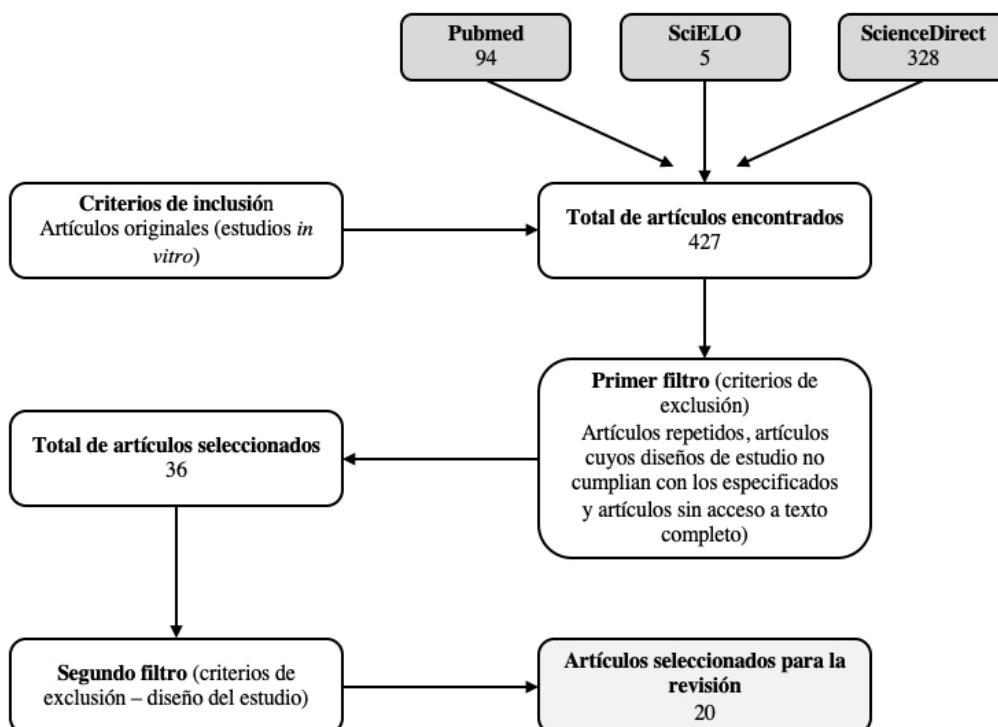 Pubmed
94
SciELO
5
ScienceDirect
328
Criterios de inclusión
Artículos originales (estudios in
vitro)
Total de artículos encontrados
427
Primer filtro (criterios de
exclusión)
Artículos repetidos, artículos
cuyos diseños de estudio no
cumplian con los especificados
y artículos sin acceso a texto
completo)
Total de artículos seleccionados
36
Segundo filtro (criterios de
exclusión – diseño del estudio)
Artículos seleccionados para la
revisión
20